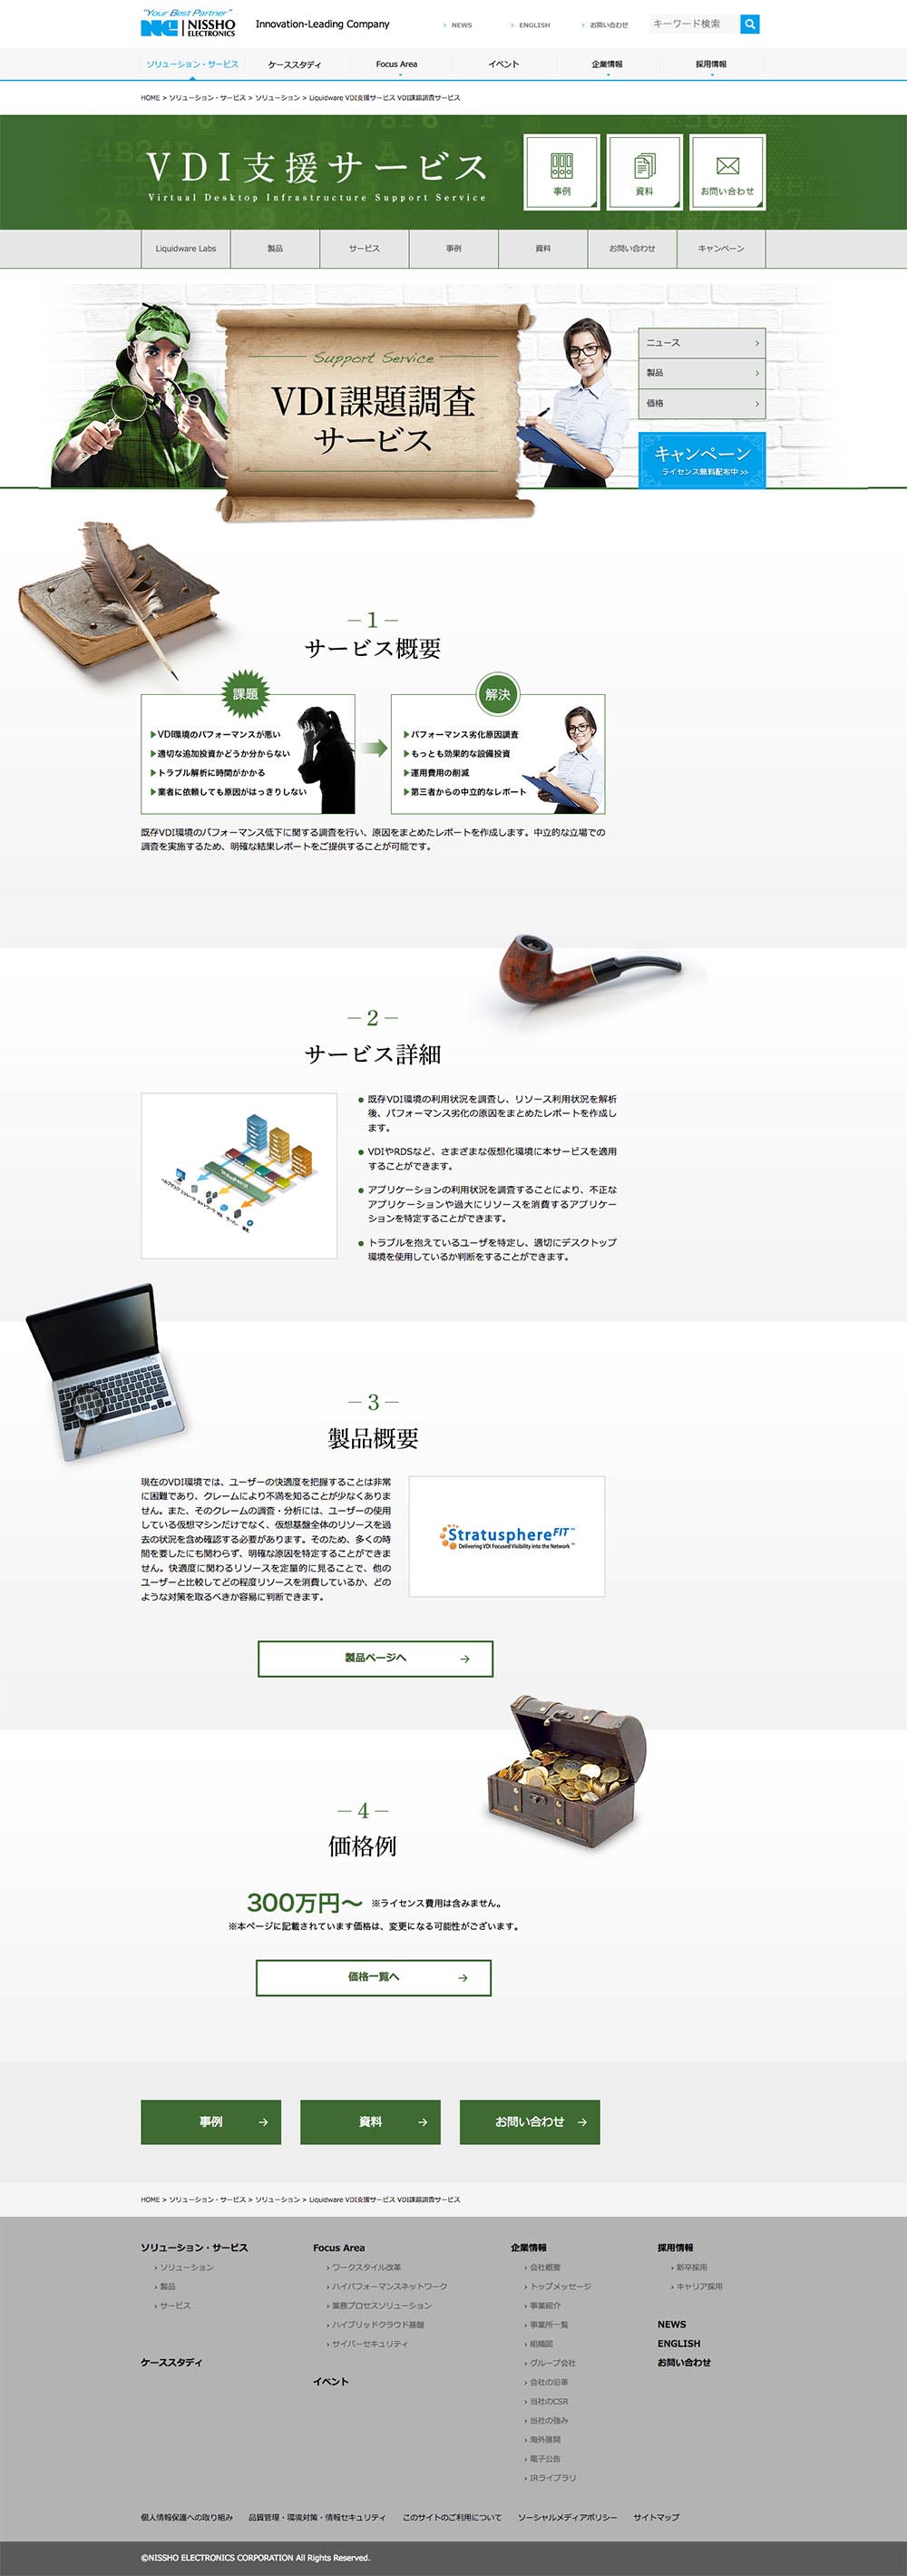 "Your Best Partner"
NISSHO
ELECTRONICS
Innovation-Leading Company
NEWS
ENGLISH
お問い合わせ
キーワード検索
ソリューション・サービス
ケーススタディ
Focus Area
イベント
企業情報
採用情報
HOME > ソリューション・サービス > ソリューション > Liquidware VDI支援サービス VDI課題調査サービス
VDI支援サービス
Virtual Desktop Infrastructure Support Service
事例
資料
お問い合わせ
Liquidware Labs
製品
サービス
事例
資料
お問い合わせ
キャンペーン
Support Service
VDI課題調査
サービス
ニュース
製品
価格
キャンペーン
ライセンス無料配布中 >>
— 1 —
サービス概要
課題
▶VDI環境のパフォーマンスが悪い
▶適切な追加投資かどうか分からない
▶トラブル解析に時間がかかる
▶業者に依頼しても原因がはっきりしない
解決
▶パフォーマンス劣化原因調査
▶もっとも効果的な設備投資
▶運用費用の削減
▶第三者からの中立的なレポート
既存VDI環境のパフォーマンス低下に関する調査を行い、原因をまとめたレポートを作成します。中立的な立場での
調査を実施するため、明確な結果レポートをご提供することが可能です。
— 2 —
サービス詳細
既存VDI環境の利用状況を調査し、リソース利用状況を解析
後、パフォーマンス劣化の原因をまとめたレポートを作成し
ます。
VDIやRDSなど、さまざまな仮想化環境に本サービスを適用
することができます。
アプリケーションの利用状況を調査することにより、不正な
アプリケーションや過大にリソースを消費するアプリケー
ションを特定することができます。
トラブルを抱えているユーザを特定し、適切にデスクトップ
環境を使用しているか判断をすることができます。
— 3 —
製品概要
現在のVDI環境では、ユーザーの快適度を把握することは非常
に困難であり、クレームにより不満を知ることが少なくありま
せん。また、そのクレームの調査・分析には、ユーザーの使用
している仮想マシンだけでなく、仮想基盤全体のリソースを過
去の状況を含め確認する必要があります。そのため、多くの時
間を要したにも関わらず、明確な原因を特定することができま
せん。快適度に関わるリソースを定量的に見ることで、他の
ユーザーと比較してどの程度リソースを消費しているか、どの
ような対策を取るべきか容易に判断できます。
Stratusphere FIT™
Delivering VDI Focused Visibility into the Network™
製品ページへ
— 4 —
価格例
300万円〜 ※ライセンス費用は含みません。
※本ページに記載されています価格は、変更になる可能性がございます。
価格一覧へ
事例
資料
お問い合わせ
HOME > ソリューション・サービス > ソリューション > Liquidware VDI支援サービス VDI課題調査サービス
ソリューション・サービス
ソリューション
製品
サービス
ケーススタディ
Focus Area
ワークスタイル改革
ハイパフォーマンスネットワーク
業務プロセスソリューション
ハイブリッドクラウド基盤
サイバーセキュリティ
イベント
企業情報
会社概要
トップメッセージ
事業紹介
事業所一覧
組織図
グループ会社
会社の沿革
当社のCSR
当社の強み
海外展開
電子公告
IRライブラリ
採用情報
新卒採用
キャリア採用
NEWS
ENGLISH
お問い合わせ
個人情報保護への取り組み
品質管理・環境対策・情報セキュリティ
このサイトのご利用について
ソーシャルメディアポリシー
サイトマップ
©NISSHO ELECTRONICS CORPORATION All Rights Reserved.